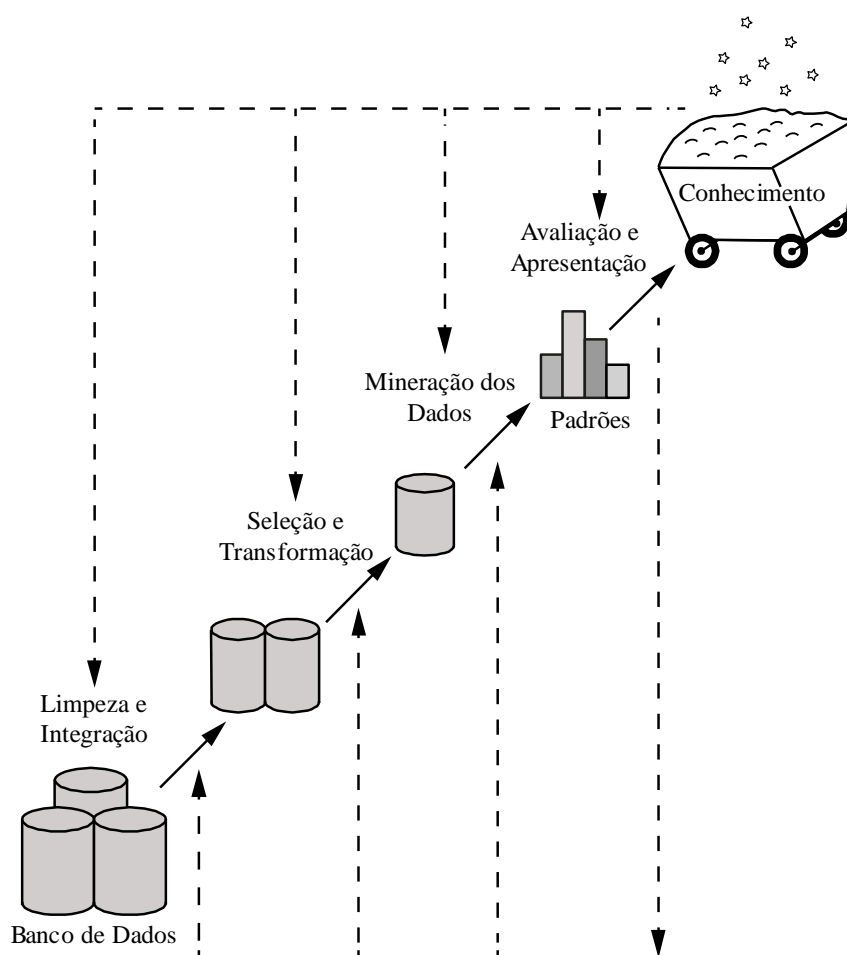 Conhecimento
Avaliação e
Apresentação
Mineração dos
Dados
Padrões
Seleção e
Transformação
Limpeza e
Integração
Banco de Dados